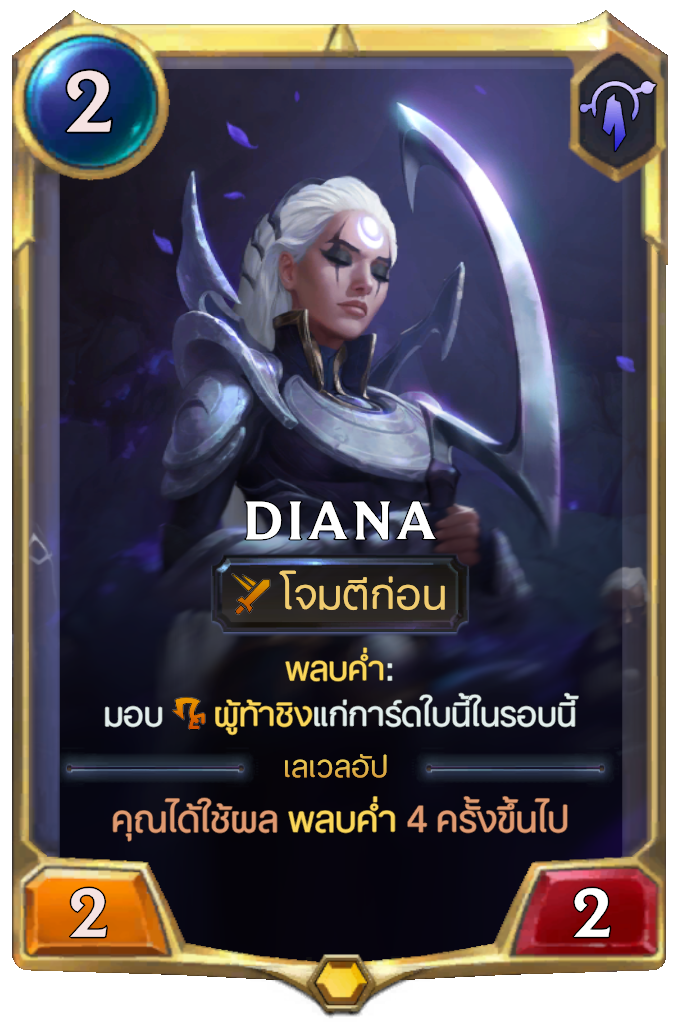 2
DIANA
โจมตีก่อน
พลบค่ำ:
มอบ ผู้ท้าชิงแก่การ์ดใบนี้ในรอบนี้
เลเวลอัป
คุณได้ใช้ผล พลบค่ำ 4 ครั้งขึ้นไป
2
2